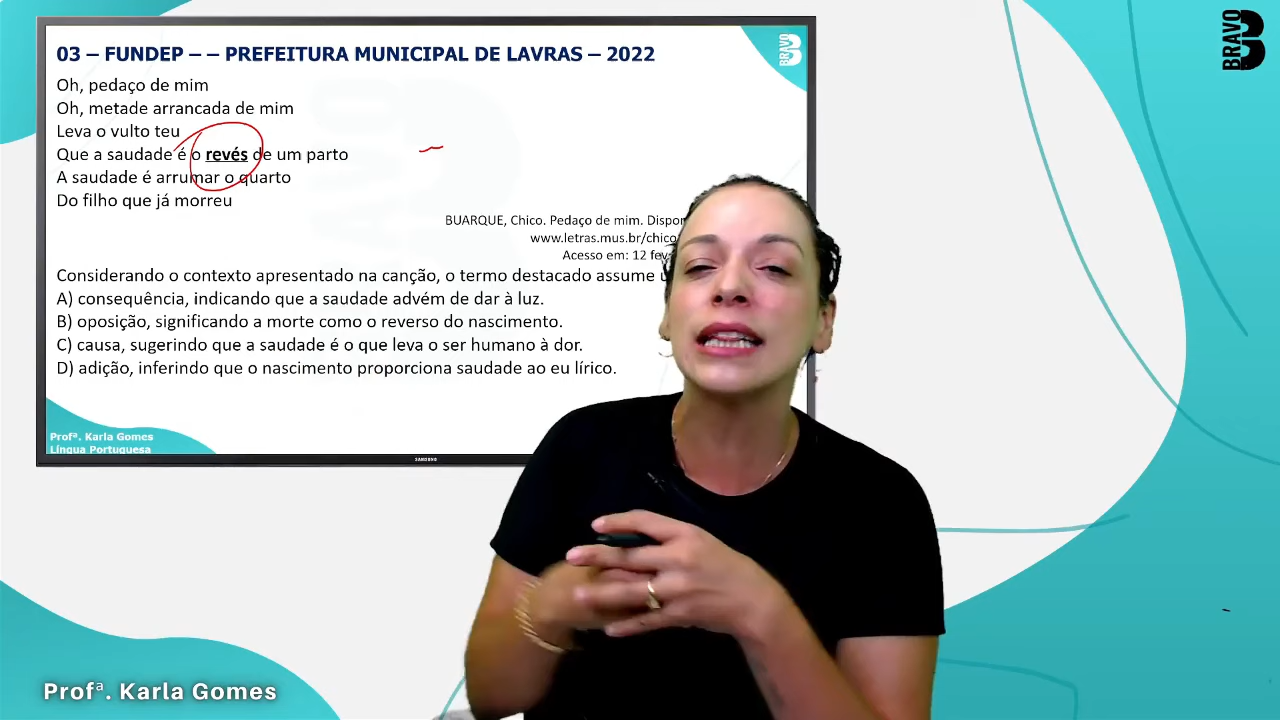 03 – FUNDEP – – PREFEITURA MUNICIPAL DE LAVRAS – 2022
Oh, pedaço de mim
Oh, metade arrancada de mim
Leva o vulto teu
Que a saudade é o revés de um parto
A saudade é arrumar o quarto
Do filho que já morreu
BUARQUE, Chico. Pedaço de mim.
www.letras.mus.br/chico
Acesso em: 12 fev
Considerando o contexto apresentado na canção, o termo destacado assume
A) consequência, indicando que a saudade advém de dar à luz.
B) oposição, significando a morte como o reverso do nascimento.
C) causa, sugerindo que a saudade é o que leva o ser humano à dor.
D) adição, inferindo que o nascimento proporciona saudade ao eu lírico.
Profª. Karla Gomes
Língua Portuguesa
SAMSUNG
BRAVO
BRAVO
BRAVO
Profª. Karla Gomes